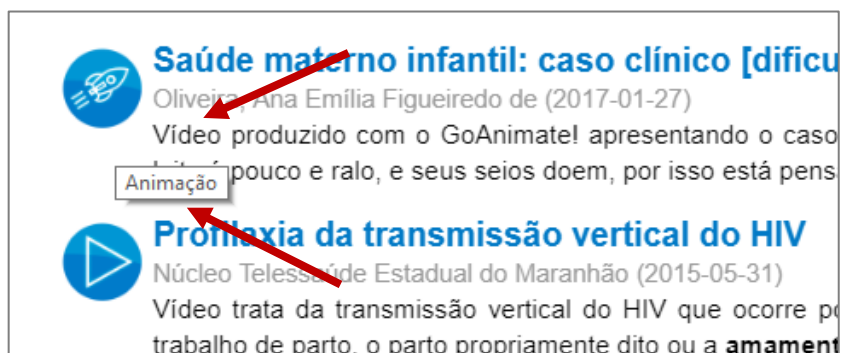 Saúde materno infantil: caso clínico [dificu
Oliveira, Ana Emília Figueiredo de (2017-01-27)
Vídeo produzido com o GoAnimate! apresentando o caso
pouco e ralo, e seus seios doem, por isso está pens
Animação
Profilaxia da transmissão vertical do HIV
Núcleo Telessaúde Estadual do Maranhão (2015-05-31)
Vídeo trata da transmissão vertical do HIV que ocorre po
trabalho de parto, o parto propriamente dito ou a amament